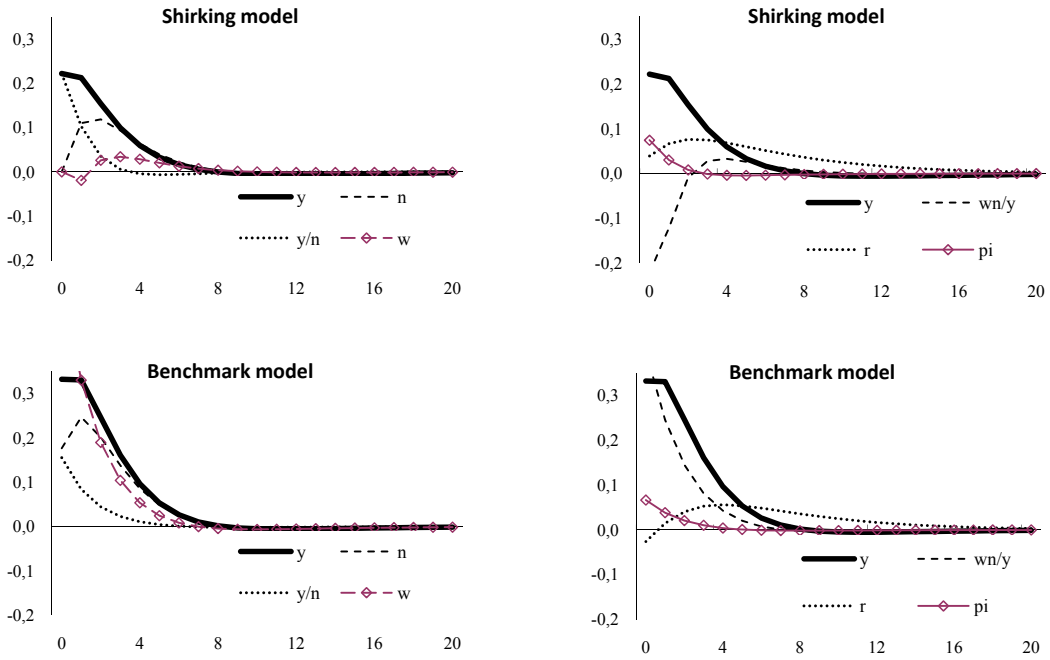 Shirking model
0,3
0,2
0,1
0,0
-0,1
-0,2
y
n
y/n
w
0 4 8 12 16 20
Shirking model
0,3
0,2
0,1
0,0
-0,1
-0,2
y
wn/y
r
pi
0 4 8 12 16 20
Benchmark model
0,3
0,2
0,1
0,0
-0,1
-0,2
y
n
y/n
w
0 4 8 12 16 20
Benchmark model
0,3
0,2
0,1
0,0
-0,1
-0,2
y
wn/y
r
pi
0 4 8 12 16 20